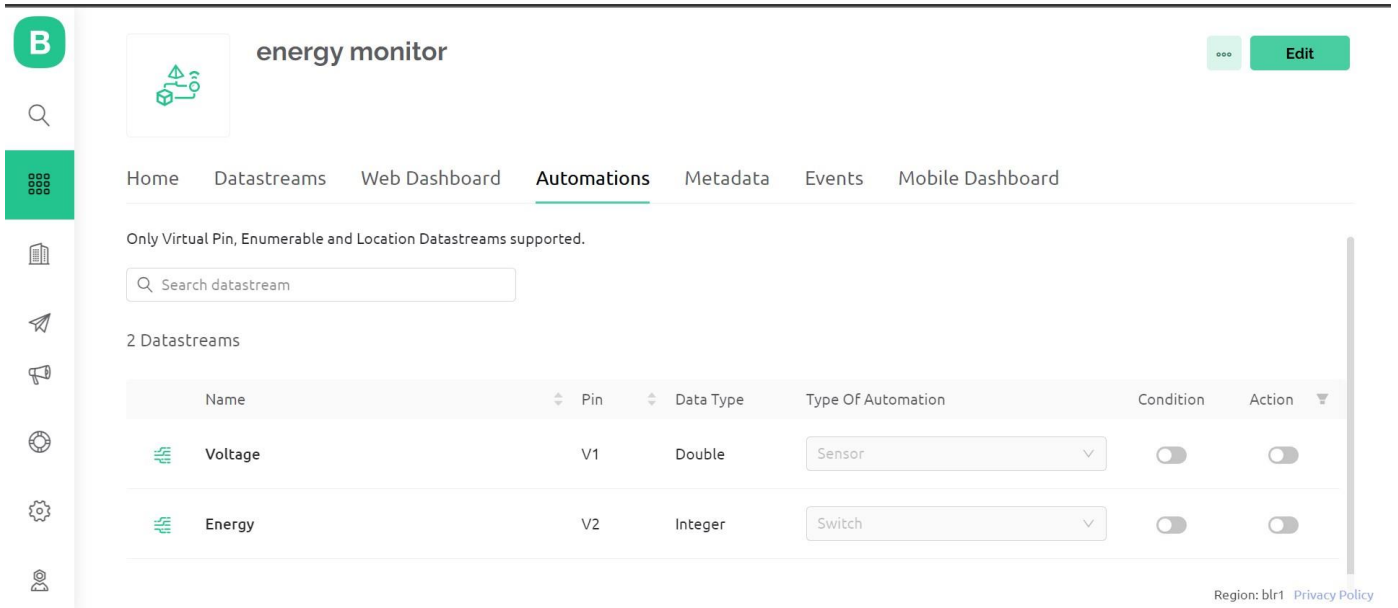 B
energy monitor
Edit
Home Datastreams Web Dashboard Automations Metadata Events Mobile Dashboard
Only Virtual Pin, Enumerable and Location Datastreams supported.
Search datastream
2 Datastreams
Name Pin Data Type Type Of Automation Condition Action
Voltage V1 Double Sensor
Energy V2 Integer Switch
Region: blr1 Privacy Policy